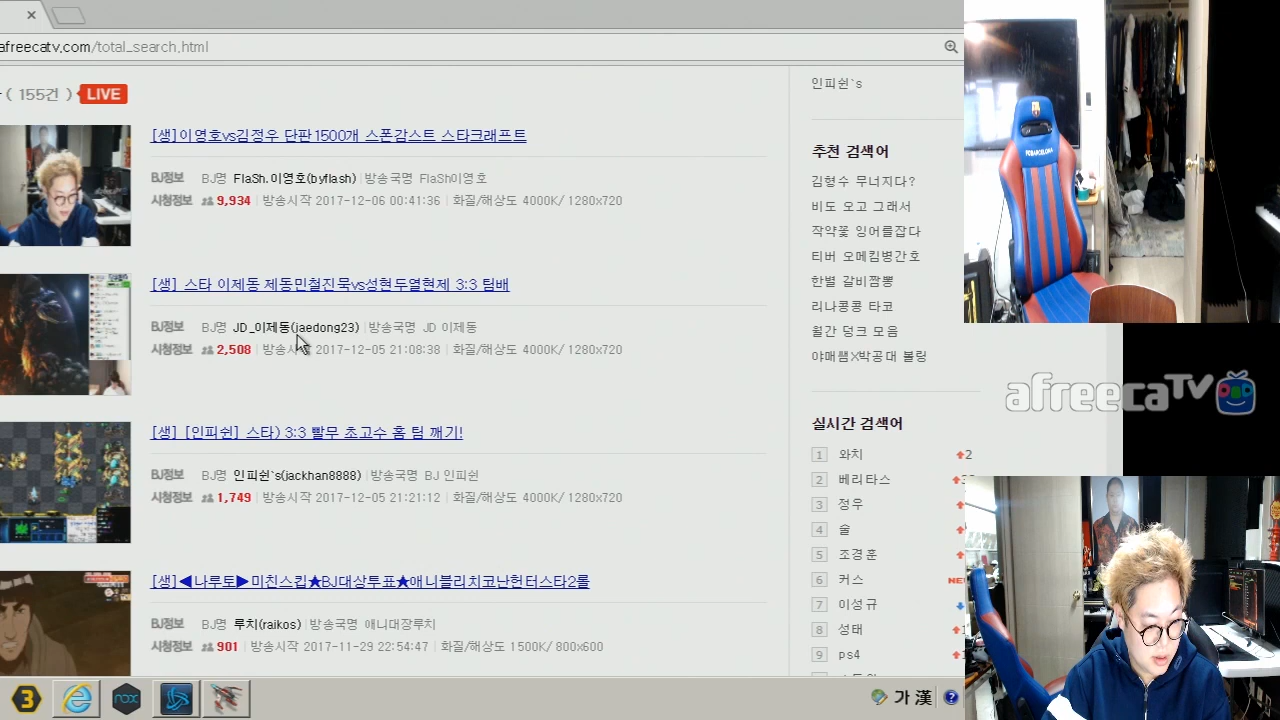 afreecatv.com/total_search.html
( 155건 ) LIVE
[생]이영호vs김정우 단판1500개 스폰감스트 스타크래프트
BJ정보 BJ명 FlaSh.이영호(byflash) 방송국명 FlaSh이영호
시청정보 9,934 방송시작 2017-12-06 00:41:36 화질/해상도 4000K/ 1280x720
[생] 스타 이제동 제동민철진묵vs성현두열현제 3:3 팀배
BJ정보 BJ명 JD_이제동(jaedong23) 방송국명 JD 이제동
시청정보 2,508 방송시작 2017-12-05 21:08:38 화질/해상도 4000K/ 1280x720
[생] [인피쉰] 스타) 3:3 빨무 초고수 홈 팀 깨기!
BJ정보 BJ명 인피쉰`s(jackhan8888) 방송국명 BJ 인피쉰
시청정보 1,749 방송시작 2017-12-05 21:21:12 화질/해상도 4000K/ 1280x720
[생]◀나루토▶미친스킵★BJ대상투표★애니블리치코난헌터스타2롤
BJ정보 BJ명 루치(raikos) 방송국명 애니대장루치
시청정보 901 방송시작 2017-11-29 22:54:47 화질/해상도 1500K/ 800x600
인피쉰`s
추천 검색어
김형수 무너지다?
비도 오고 그래서
작약꽃 잉어를잡다
티버 오메킴병간호
한별 갈비짬뽕
리나콩콩 타코
월간 덩크 모음
야매쌤X박공대 볼링
실시간 검색어
1 와치 2
2 베리타스
3 정우
4 술
5 조경훈
6 커스
7 이성규
8 성태
9 ps4
afreecaTV
FCBARCELONA
3
nox
가 漢